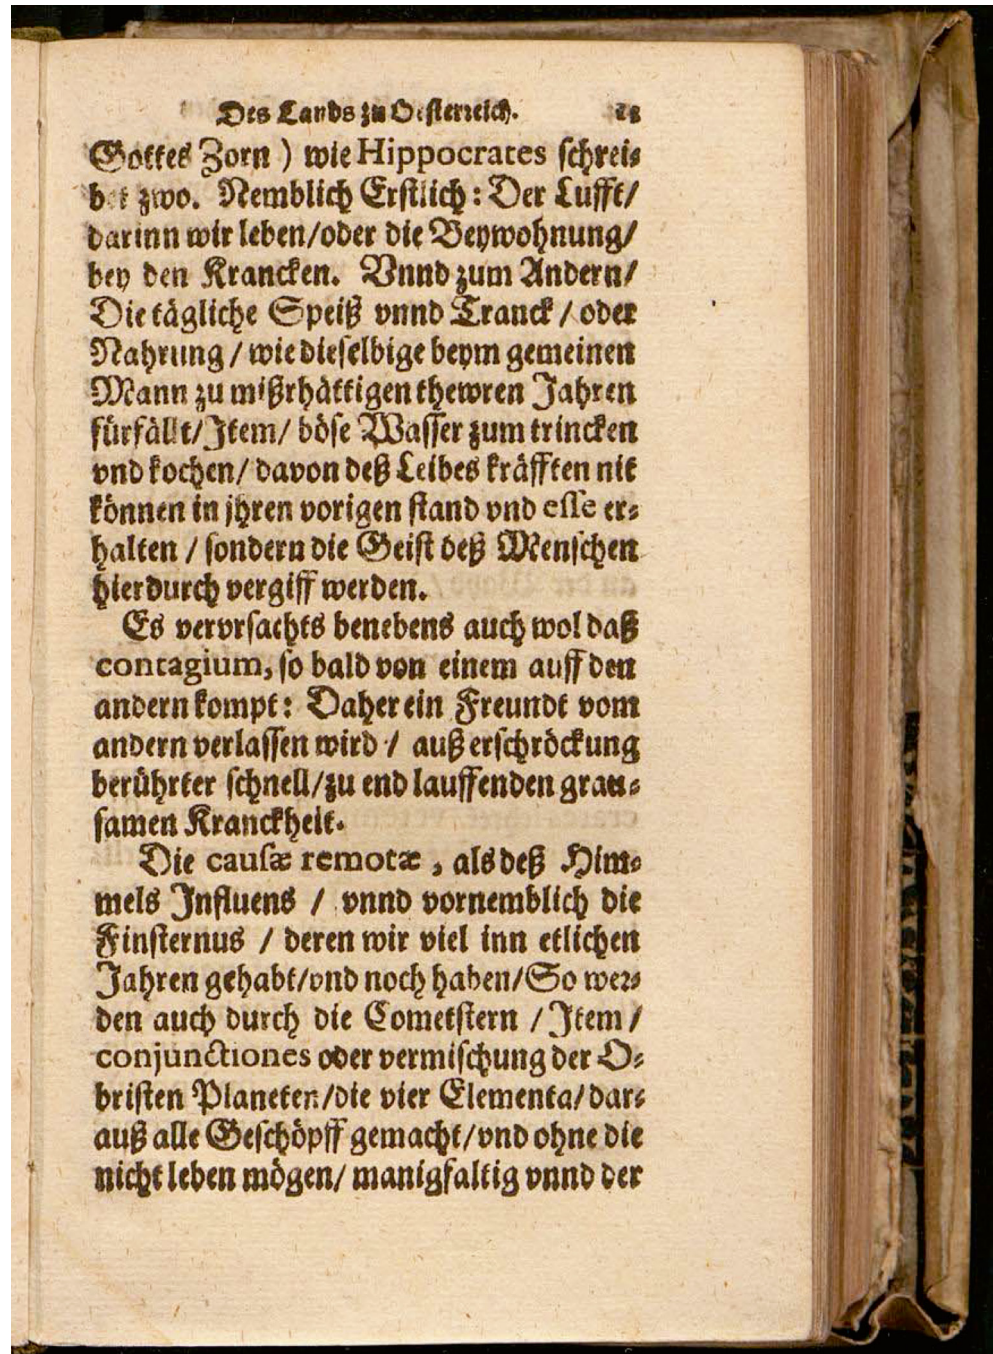 Des Lands zu Oesterreich.
Gottes Zorn) wie Hippocrates schrei⸗
bet zwo. Nemblich Erstlich: Der Lufft/
darinn wir leben/oder die Beywohnung/
bey den Krancken. Vnnd zum Andern/
Die tägliche Speiß vnnd Tranck / oder
Nahrung / wie dieselbige beym gemeinen
Mann zu mißrhättigen thewren Jahren
fürfällt/Item/ böse Wasser zum trincken
vnd kochen/ davon deß Leibes kräfften nit
können in jhren vorigen stand vnd esse er⸗
halten / sondern die Geist deß Menschen
hierdurch vergiff werden.
Es vervrsachts benebens auch wol daß
contagium, so bald von einem auff den
andern kompt: Daher ein Freundt vom
andern verlassen wird / auß erschröckung
berührter schnell/zu end lauffenden grau⸗
samen Kranckheit.
Die causæ remotæ, als deß Him⸗
mels Influens / vnnd vornemblich die
Finsternus / deren wir viel inn etlichen
Jahren gehabt/vnd noch haben/So wer⸗
den auch durch die Cometstern / Item /
conjunctiones oder vermischung der O⸗
bristen Planeten/die vier Elementa/ dar⸗
auß alle Geschöpff gemacht/vnd ohne die
nicht leben mögen/ manigfaltig vnnd der